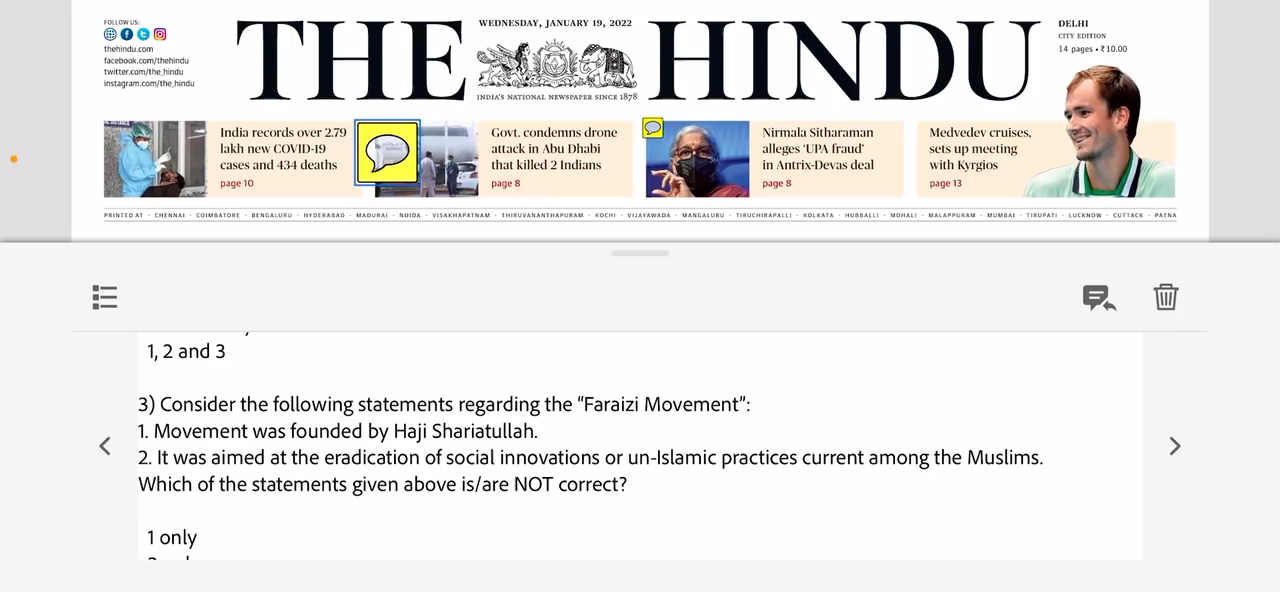 FOLLOW US:
thehindu.com
facebook.com/thehindu
twitter.com/the_hindu
instagram.com/the_hindu
THE HINDU
WEDNESDAY, JANUARY 19, 2022
INDIA'S NATIONAL NEWSPAPER SINCE 1878
DELHI
CITY EDITION
14 pages • ₹10.00
India records over 2.79
lakh new COVID-19
cases and 434 deaths
page 10
Govt. condemns drone
attack in Abu Dhabi
that killed 2 Indians
page 8
Nirmala Sitharaman
alleges ‘UPA fraud’
in Antrix-Devas deal
page 8
Medvedev cruises,
sets up meeting
with Kyrgios
page 13
PRINTED AT · CHENNAI · COIMBATORE · BENGALURU · HYDERABAD · MADURAI · NOIDA · VISAKHAPATNAM · THIRUVANANTHAPURAM · KOCHI · VIJAYAWADA · MANGALURU · TIRUCHIRAPALLI · KOLKATA · HUBBALLI · MOHALI · MALAPPURAM · MUMBAI · TIRUPATI · LUCKNOW · CUTTACK · PATNA
1, 2 and 3
3) Consider the following statements regarding the “Faraizi Movement”:
1. Movement was founded by Haji Shariatullah.
2. It was aimed at the eradication of social innovations or un-Islamic practices current among the Muslims.
Which of the statements given above is/are NOT correct?
1 only